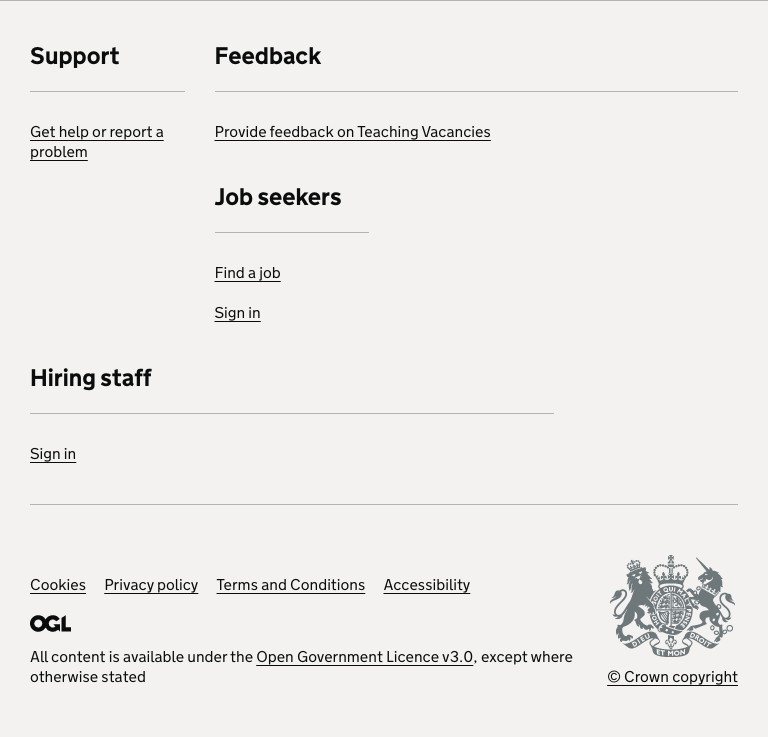 Support
Get help or report a
problem
Feedback
Provide feedback on Teaching Vacancies
Job seekers
Find a job
Sign in
Hiring staff
Sign in
Cookies Privacy policy Terms and Conditions Accessibility
OGL
All content is available under the Open Government Licence v3.0, except where
otherwise stated
DIEU ET MON DROIT
© Crown copyright